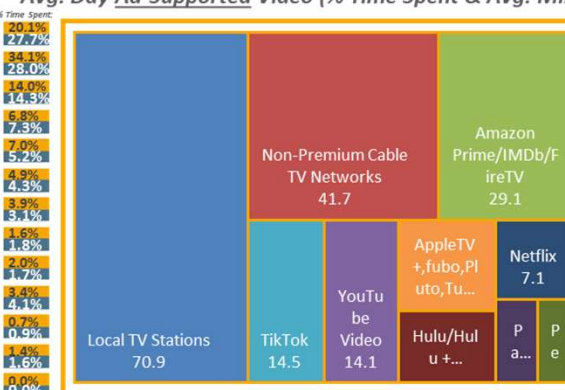 Avg. Day Ad-Supported Video (% Time Spent & Avg.
% Time Spent:
20.1%
27.7%
34.1%
28.0%
14.0%
14.3%
6.8%
7.3%
7.0%
5.2%
4.9%
4.3%
3.9%
3.1%
1.6%
1.8%
2.0%
1.7%
3.4%
4.1%
0.7%
0.9%
1.4%
1.6%
0.0%
Local TV Stations
70.9
Non-Premium Cable
TV Networks
41.7
Amazon
Prime/IMDb/F
ireTV
29.1
TikTok
14.5
YouTu
be
Video
14.1
AppleTV
+,fubo,Pl
uto,Tu...
Hulu/Hul
u +...
Netflix
7.1
P
a...
P
e